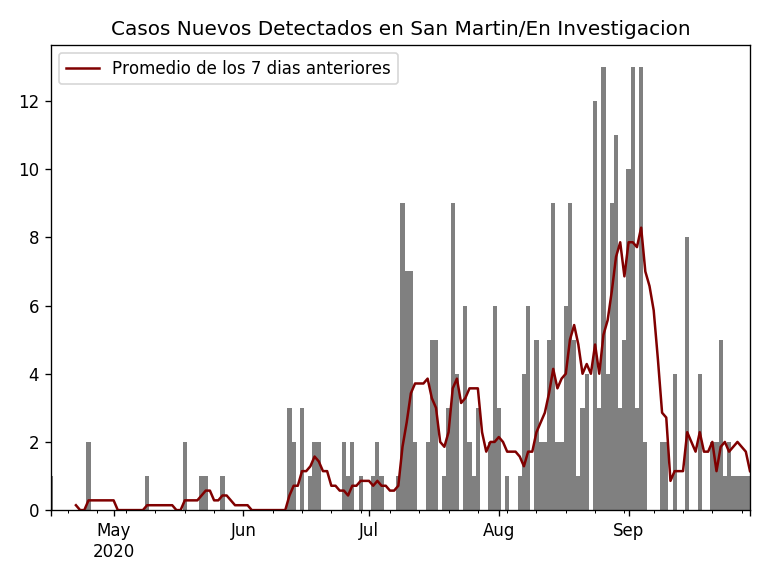 Casos Nuevos Detectados en San Martin/En Investigacion
Promedio de los 7 dias anteriores
12
10
8
6
4
2
0
May Jun Jul Aug Sep
2020